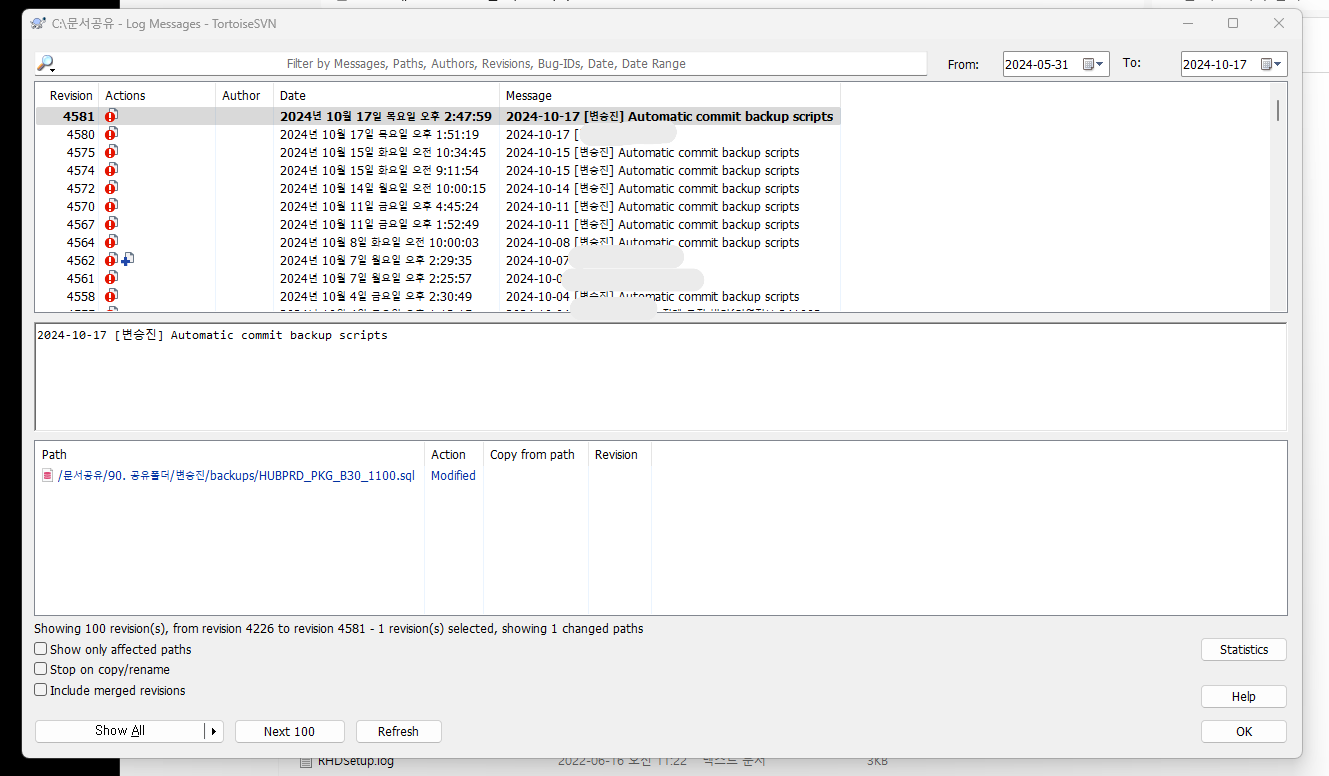 C:\문서공유 - Log Messages - TortoiseSVN
Filter by Messages, Paths, Authors, Revisions, Bug-IDs, Date, Date Range
From: 2024-05-31 To: 2024-10-17
Revision Actions Author Date Message
4581 2024년 10월 17일 목요일 오후 2:47:59 2024-10-17 [변승진] Automatic commit backup scripts
4580 2024년 10월 17일 목요일 오후 1:51:19 2024-10-17 [
4575 2024년 10월 15일 화요일 오전 10:34:45 2024-10-15 [변승진] Automatic commit backup scripts
4574 2024년 10월 15일 화요일 오전 9:11:54 2024-10-15 [변승진] Automatic commit backup scripts
4572 2024년 10월 14일 월요일 오전 10:00:15 2024-10-14 [변승진] Automatic commit backup scripts
4570 2024년 10월 11일 금요일 오후 4:45:24 2024-10-11 [변승진] Automatic commit backup scripts
4567 2024년 10월 11일 금요일 오후 1:52:49 2024-10-11 [변승진] Automatic commit backup scripts
4564 2024년 10월 8일 화요일 오전 10:00:03 2024-10-08 [변승진] Automatic commit backup scripts
4562 2024년 10월 7일 월요일 오후 2:29:35 2024-10-07
4561 2024년 10월 7일 월요일 오후 2:25:57 2024-10-0
4558 2024년 10월 4일 금요일 오후 2:30:49 2024-10-04 [변승진] Automatic commit backup scripts
2024-10-17 [변승진] Automatic commit backup scripts
Path Action Copy from path Revision
/문서공유/90. 공유폴더/변승진/backups/HUBPRD_PKG_B30_1100.sql Modified
Showing 100 revision(s), from revision 4226 to revision 4581 - 1 revision(s) selected, showing 1 changed paths
Show only affected paths
Statistics
Stop on copy/rename
Include merged revisions
Help
Show All Next 100 Refresh OK
RHDSetup.log 2022-06-16 오전 11:22 텍스트 문서 3KB